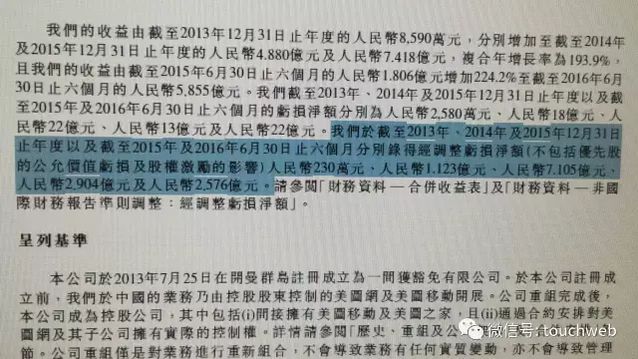 我們的收益由截至2013年12月31日止年度的人民幣8,590萬元，分別增加至截至2014年
及2015年12月31日止年度的人民幣4.880億元及人民幣7.418億元，複合年增長率為193.9%，
且我們的收益由截至2015年6月30日止六個月的人民幣1.806億元增加224.2%至截至2016年6月
30日止六個月的人民幣5.855億元。我們截至2013年、2014年及2015年12月31日止年度以及截
至2015年及2016年6月30日止六個月的虧損淨額分別為人民幣2,580萬元、人民幣18億元、人
民幣22億元、人民幣13億元及人民幣22億元。我們於截至2013年、2014年及2015年12月31日
止年度以及截至2015年及2016年6月30日止六個月分別錄得經調整虧損淨額(不包括優先股
的公允價值虧損及股權激勵的影響)人民幣230萬元、人民幣1.123億元、人民幣7.105億元、
人民幣2.904億元及人民幣2.576億元。請參閱「財務資料 — 合併收益表」及「財務資料 — 非國
際財務報告準則調整：經調整虧損淨額」。
呈列基準
本公司於2013年7月25日在開曼群島註冊成立為一間獲豁免有限公司。於本公司註冊成
立前，我們於中國的業務乃由控股股東控制的美圖網及美圖移動開展。公司重組完成後，
本公司成為控股公司，其中包括(i)間接擁有美圖移動及美圖之家，且(ii)通過合約安排對美
圖網及其子公司擁有實際的控制權。詳情請參閱「歷史、重組及公
節。公司重組僅是對業務進行重新組合，不會導致業務有任何實質變動，亦不會導致管理
微信号: touchweb